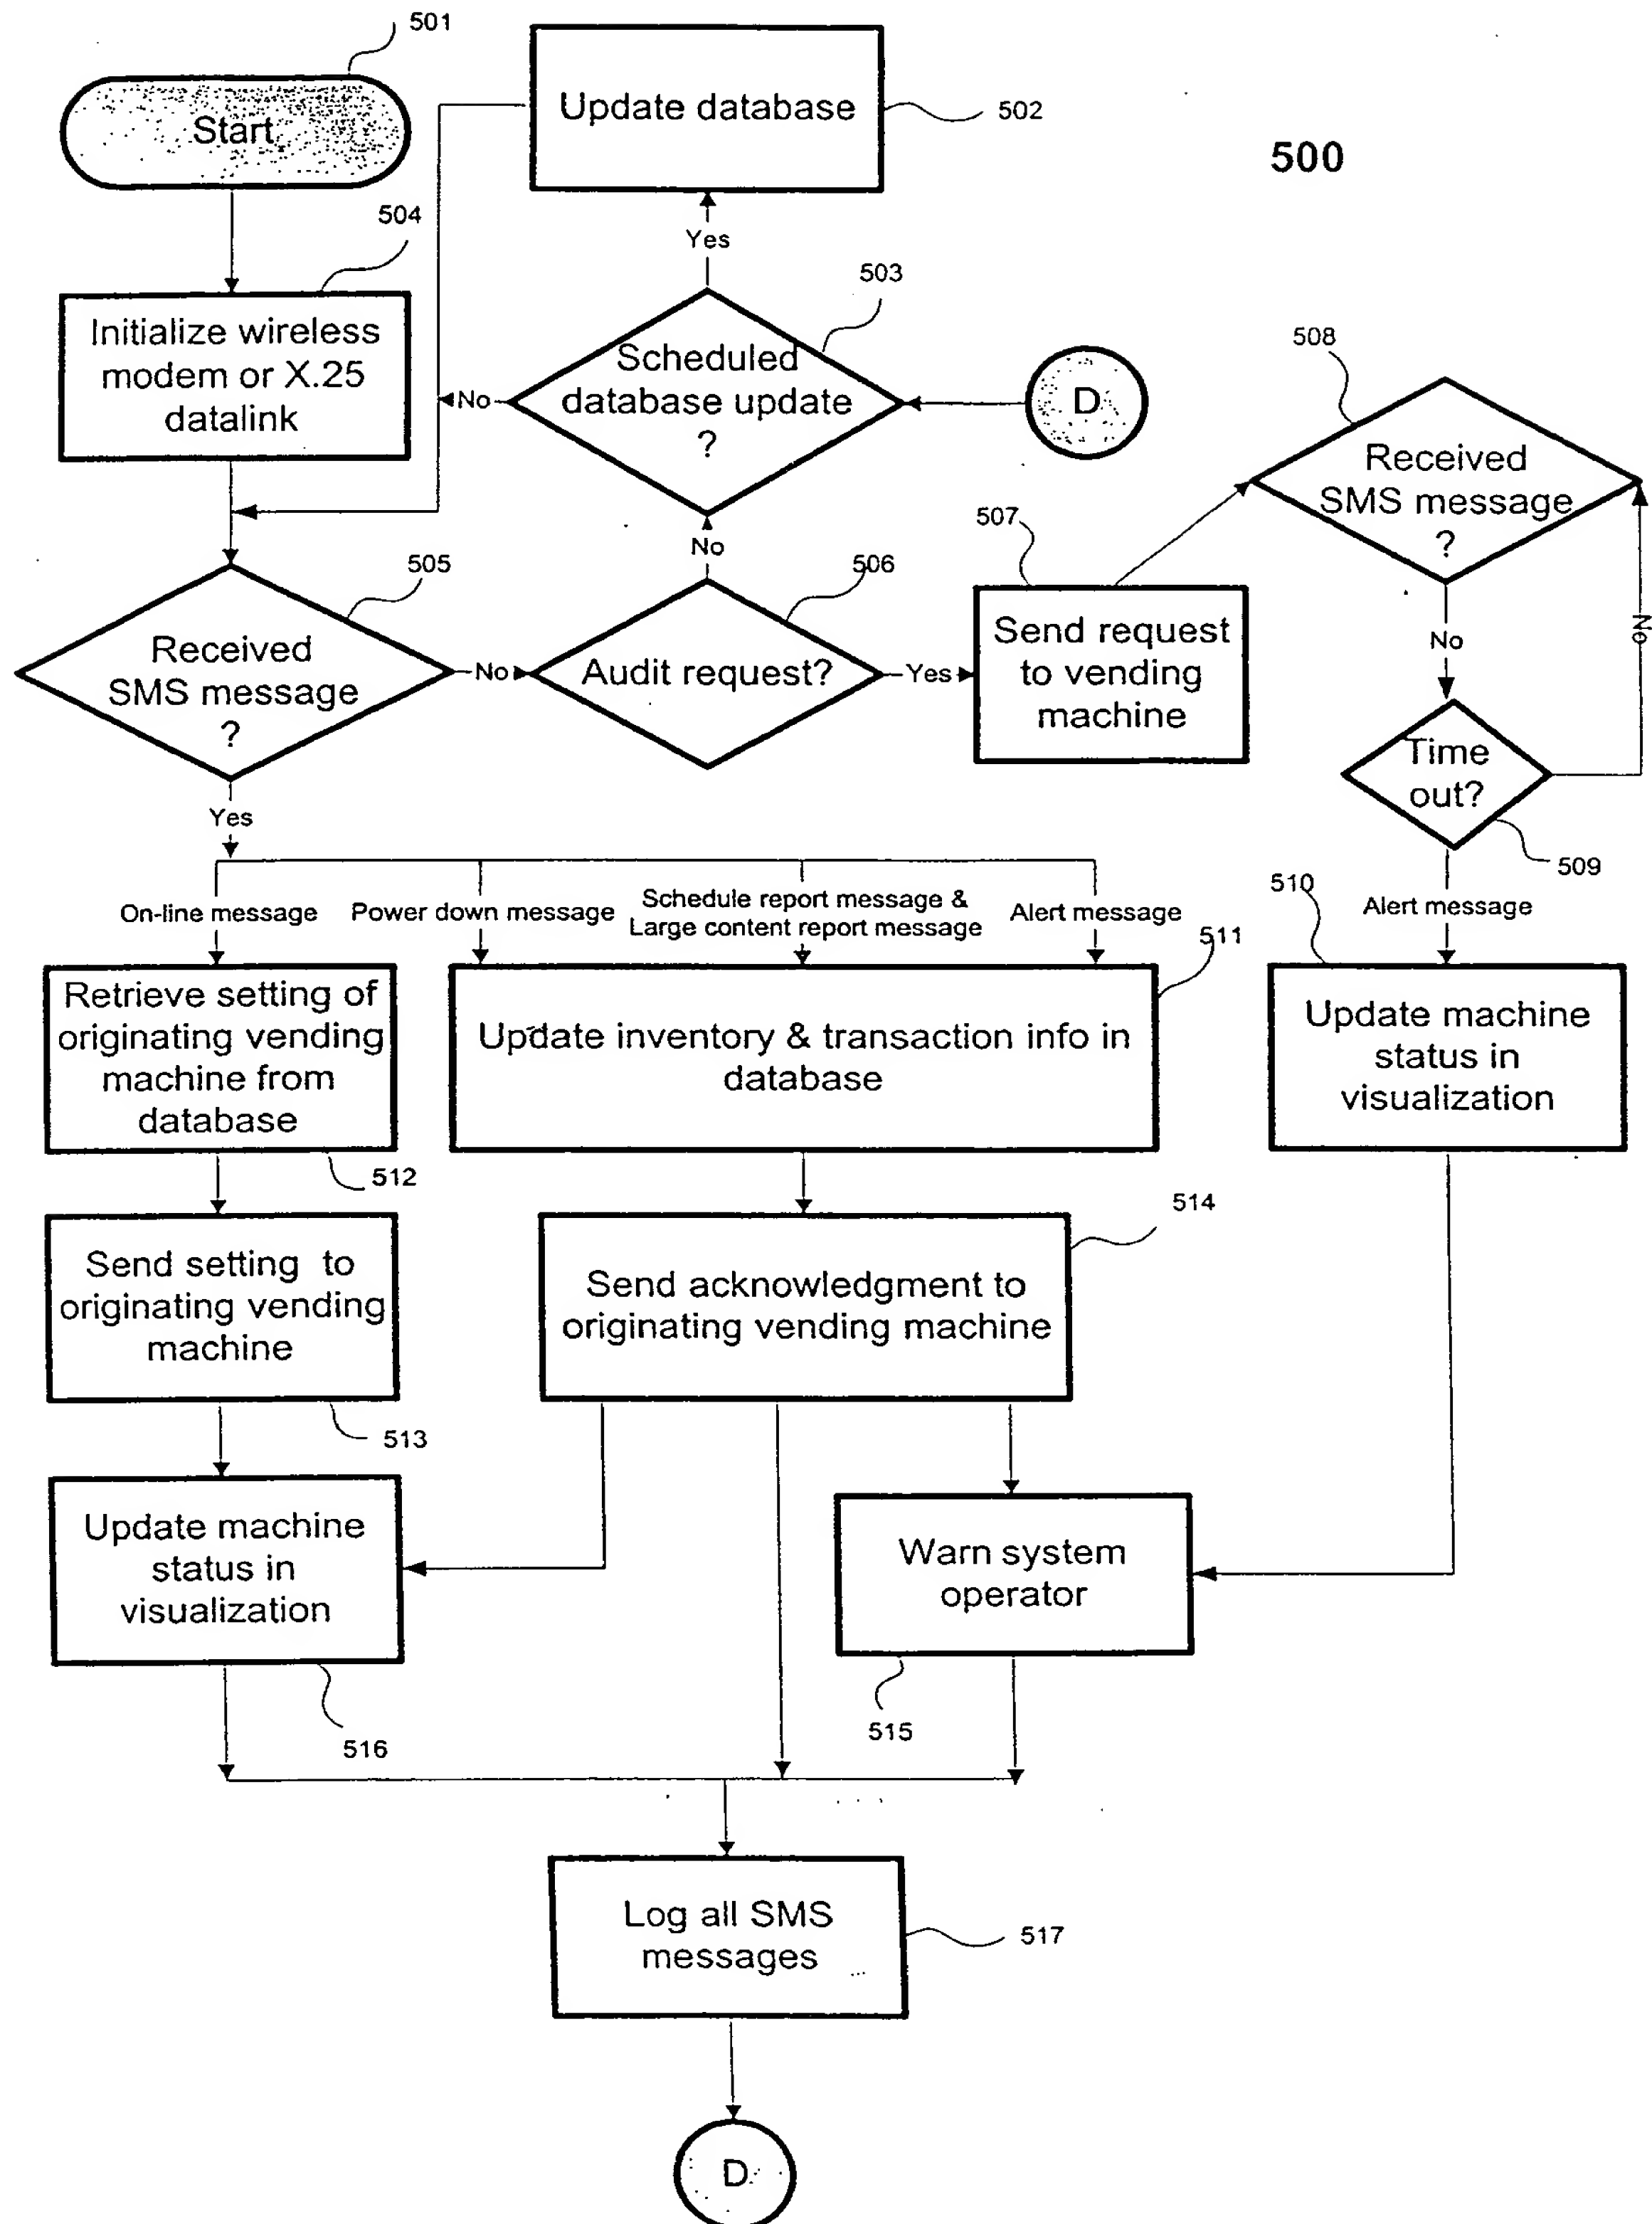 501
Start
Update database
502
500
504
Yes
503
Initialize wireless
modem or X.25
datalink
Scheduled
database update
?
No
D
508
Received
SMS message
?
507
No
505
506
Received
SMS message
?
No
Audit request?
Yes
Send request
to vending
machine
No
No
Time
out?
509
Yes
On-line message
Power down message
Schedule report message &
Large content report message
Alert message
511
510
Alert message
Retrieve setting of
originating vending
machine from
database
512
Update inventory & transaction info in
database
Update machine
status in
visualization
514
Send setting to
originating vending
machine
513
Send acknowledgment to
originating vending machine
Update machine
status in
visualization
516
Warn system
operator
515
Log all SMS
messages
517
D